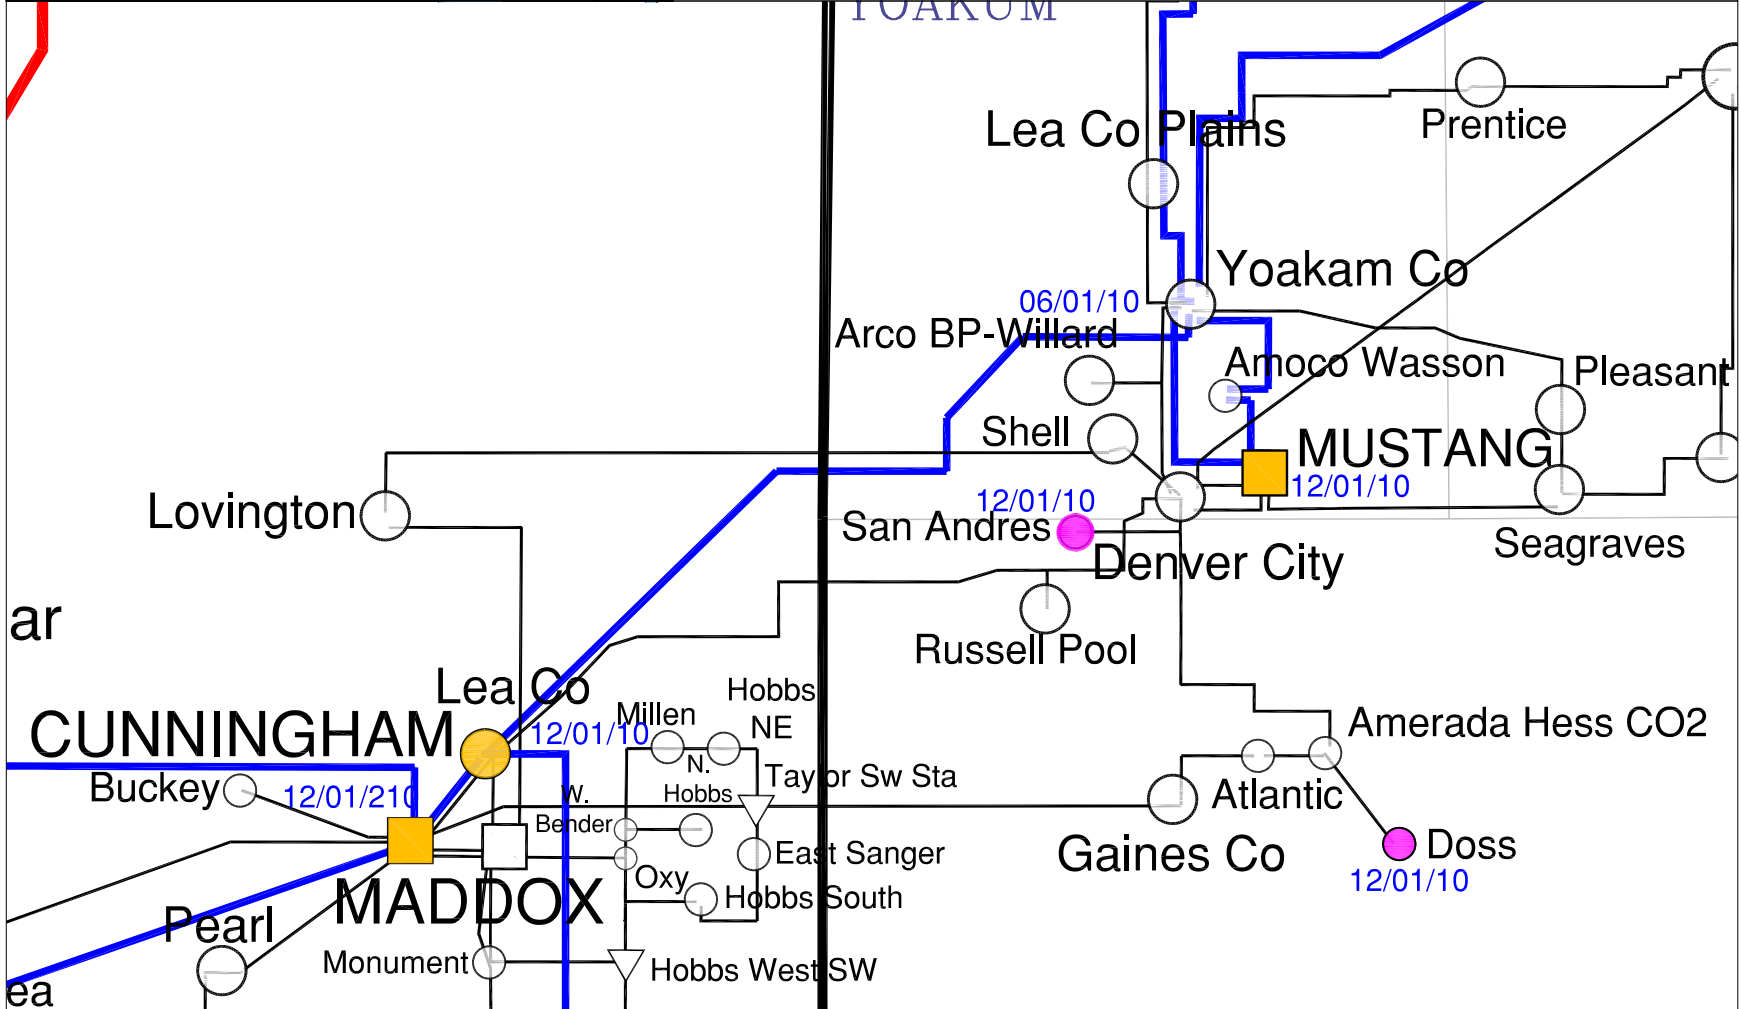 YOAKUM
Lea Co Plains
Prentice
Yoakam Co
06/01/10
Arco BP-Willard
Amoco Wasson
Pleasant
Shell
MUSTANG
12/01/10
12/01/10
Lovington
San Andres
Denver City
Seagraves
ar
Russell Pool
Lea Co
Hobbs
NE
Millen
CUNNINGHAM
12/01/10
Amerada Hess CO2
N.
Hobbs
Taylor Sw Sta
Buckey
12/01/210
W.
Bender
Atlantic
Gaines Co
East Sanger
Doss
12/01/10
Oxy
MADDOX
Hobbs South
Pearl
Monument
Hobbs West SW
ea